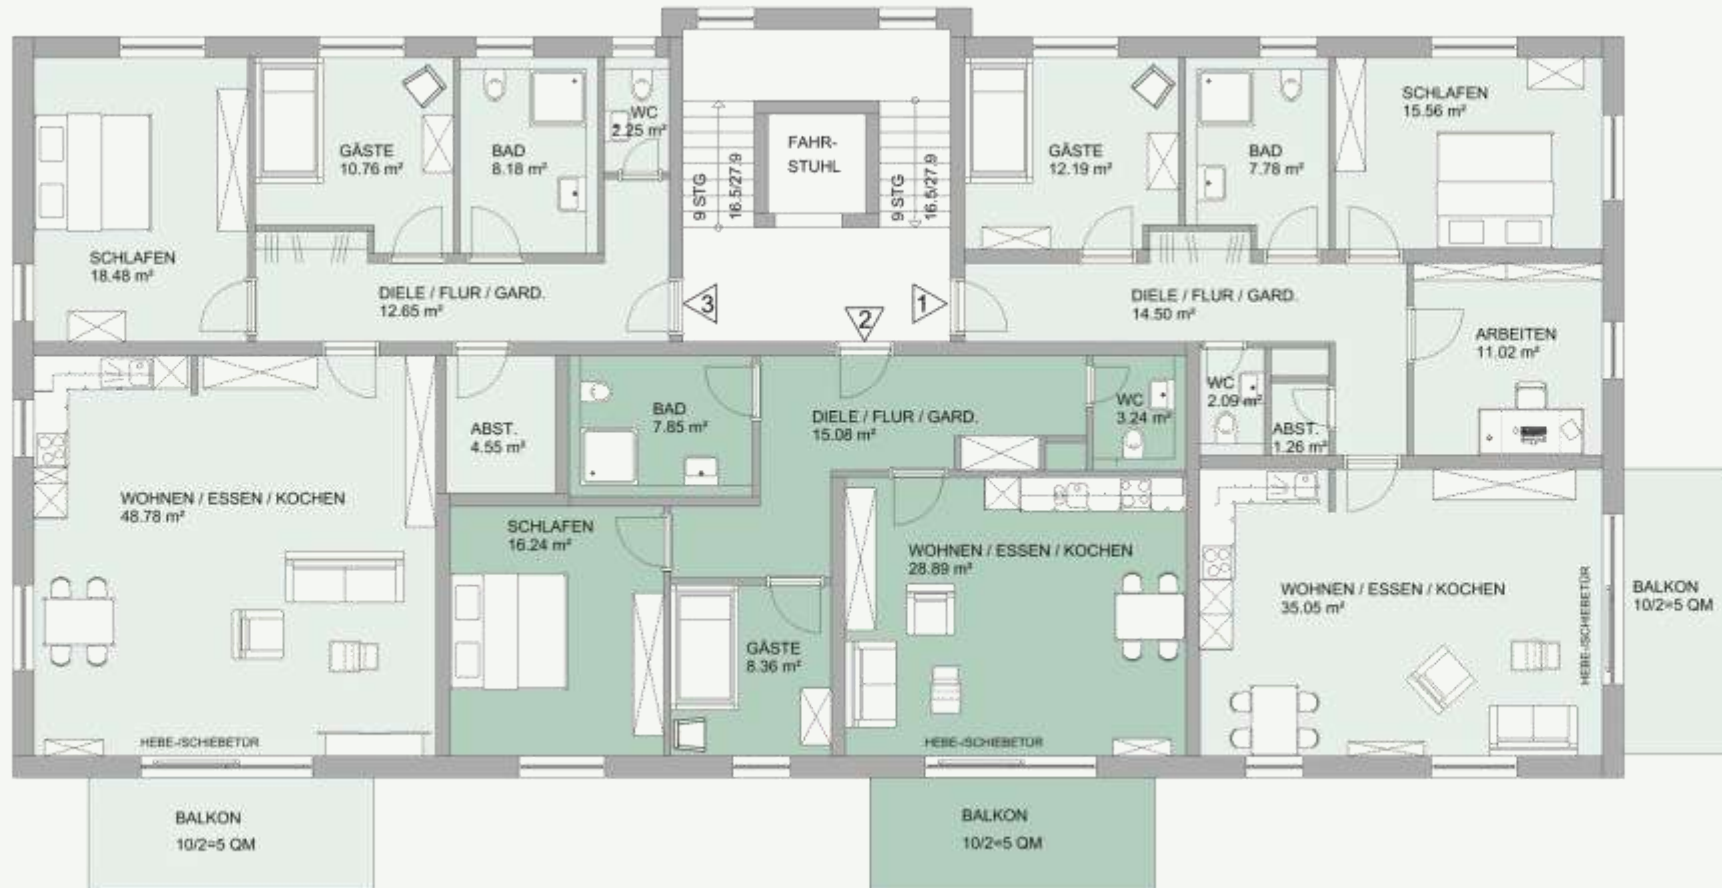 SCHLAFEN
18.48 m²
GÄSTE
10.76 m²
BAD
8.18 m²
WC
2.25 m²
9 STG
16.5/27.9
FAHR-
STUHL
9 STG
16.5/27.9
GÄSTE
12.19 m²
BAD
7.78 m²
SCHLAFEN
15.56 m²
DIELE / FLUR / GARD.
12.65 m²
3
2
1
DIELE / FLUR / GARD.
14.50 m²
ARBEITEN
11.02 m²
WOHNEN / ESSEN / KOCHEN
48.78 m²
ABST.
4.55 m²
BAD
7.85 m²
DIELE / FLUR / GARD.
15.08 m²
WC
3.24 m²
WC
2.09 m²
ABST.
1.26 m²
SCHLAFEN
16.24 m²
GÄSTE
8.36 m²
WOHNEN / ESSEN / KOCHEN
28.89 m²
WOHNEN / ESSEN / KOCHEN
35.05 m²
HEBE-/SCHIEBETÜR
BALKON
10/2=5 QM
HEBE-/SCHIEBETÜR
HEBE-/SCHIEBETÜR
BALKON
10/2=5 QM
BALKON
10/2=5 QM